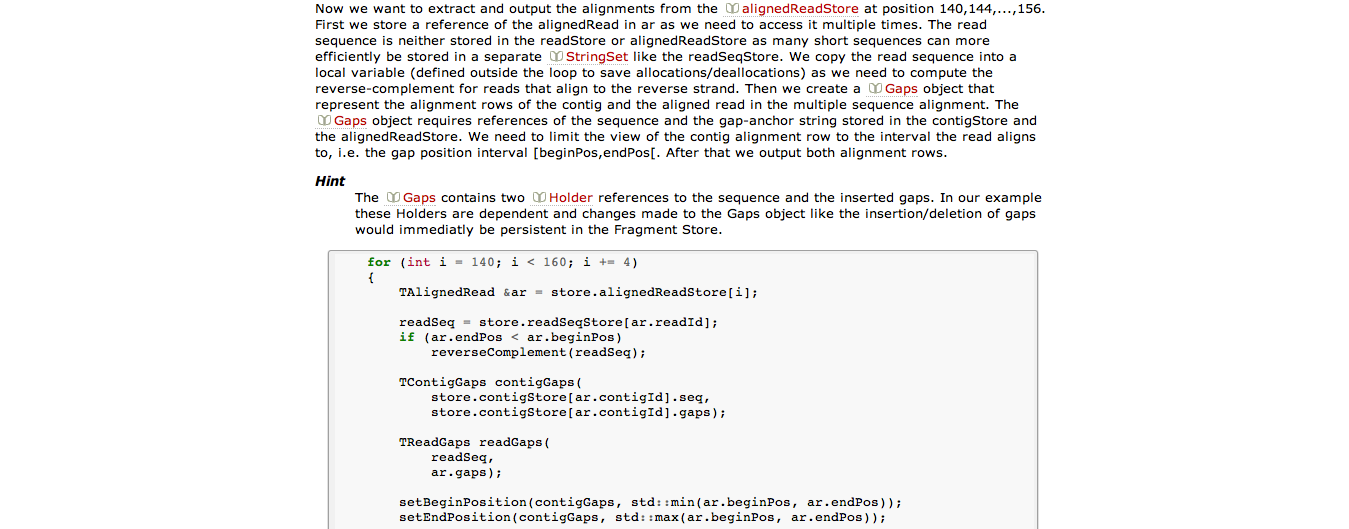 Now we want to extract and output the alignments from the alignedReadStore at position 140,144,...,156.
First we store a reference of the alignedRead in ar as we need to access it multiple times. The read
sequence is neither stored in the readStore or alignedReadStore as many short sequences can more
efficiently be stored in a separate StringSet like the readSeqStore. We copy the read sequence into a
local variable (defined outside the loop to save allocations/deallocations) as we need to compute the
reverse-complement for reads that align to the reverse strand. Then we create a Gaps object that
represent the alignment rows of the contig and the aligned read in the multiple sequence alignment. The
Gaps object requires references of the sequence and the gap-anchor string stored in the contigStore and
the alignedReadStore. We need to limit the view of the contig alignment row to the interval the read aligns
to, i.e. the gap position interval [beginPos,endPos[. After that we output both alignment rows.
Hint
The Gaps contains two Holder references to the sequence and the inserted gaps. In our example
these Holders are dependent and changes made to the Gaps object like the insertion/deletion of gaps
would immediatly be persistent in the Fragment Store.
for (int i = 140; i < 160; i += 4)
{
TAlignedRead &ar = store.alignedReadStore[i];
readSeq = store.readSeqStore[ar.readId];
if (ar.endPos < ar.beginPos)
reverseComplement(readSeq);
TContigGaps contigGaps(
store.contigStore[ar.contigId].seq,
store.contigStore[ar.contigId].gaps);
TReadGaps readGaps(
readSeq,
ar.gaps);
setBeginPosition(contigGaps, std::min(ar.beginPos, ar.endPos));
setEndPosition(contigGaps, std::max(ar.beginPos, ar.endPos));